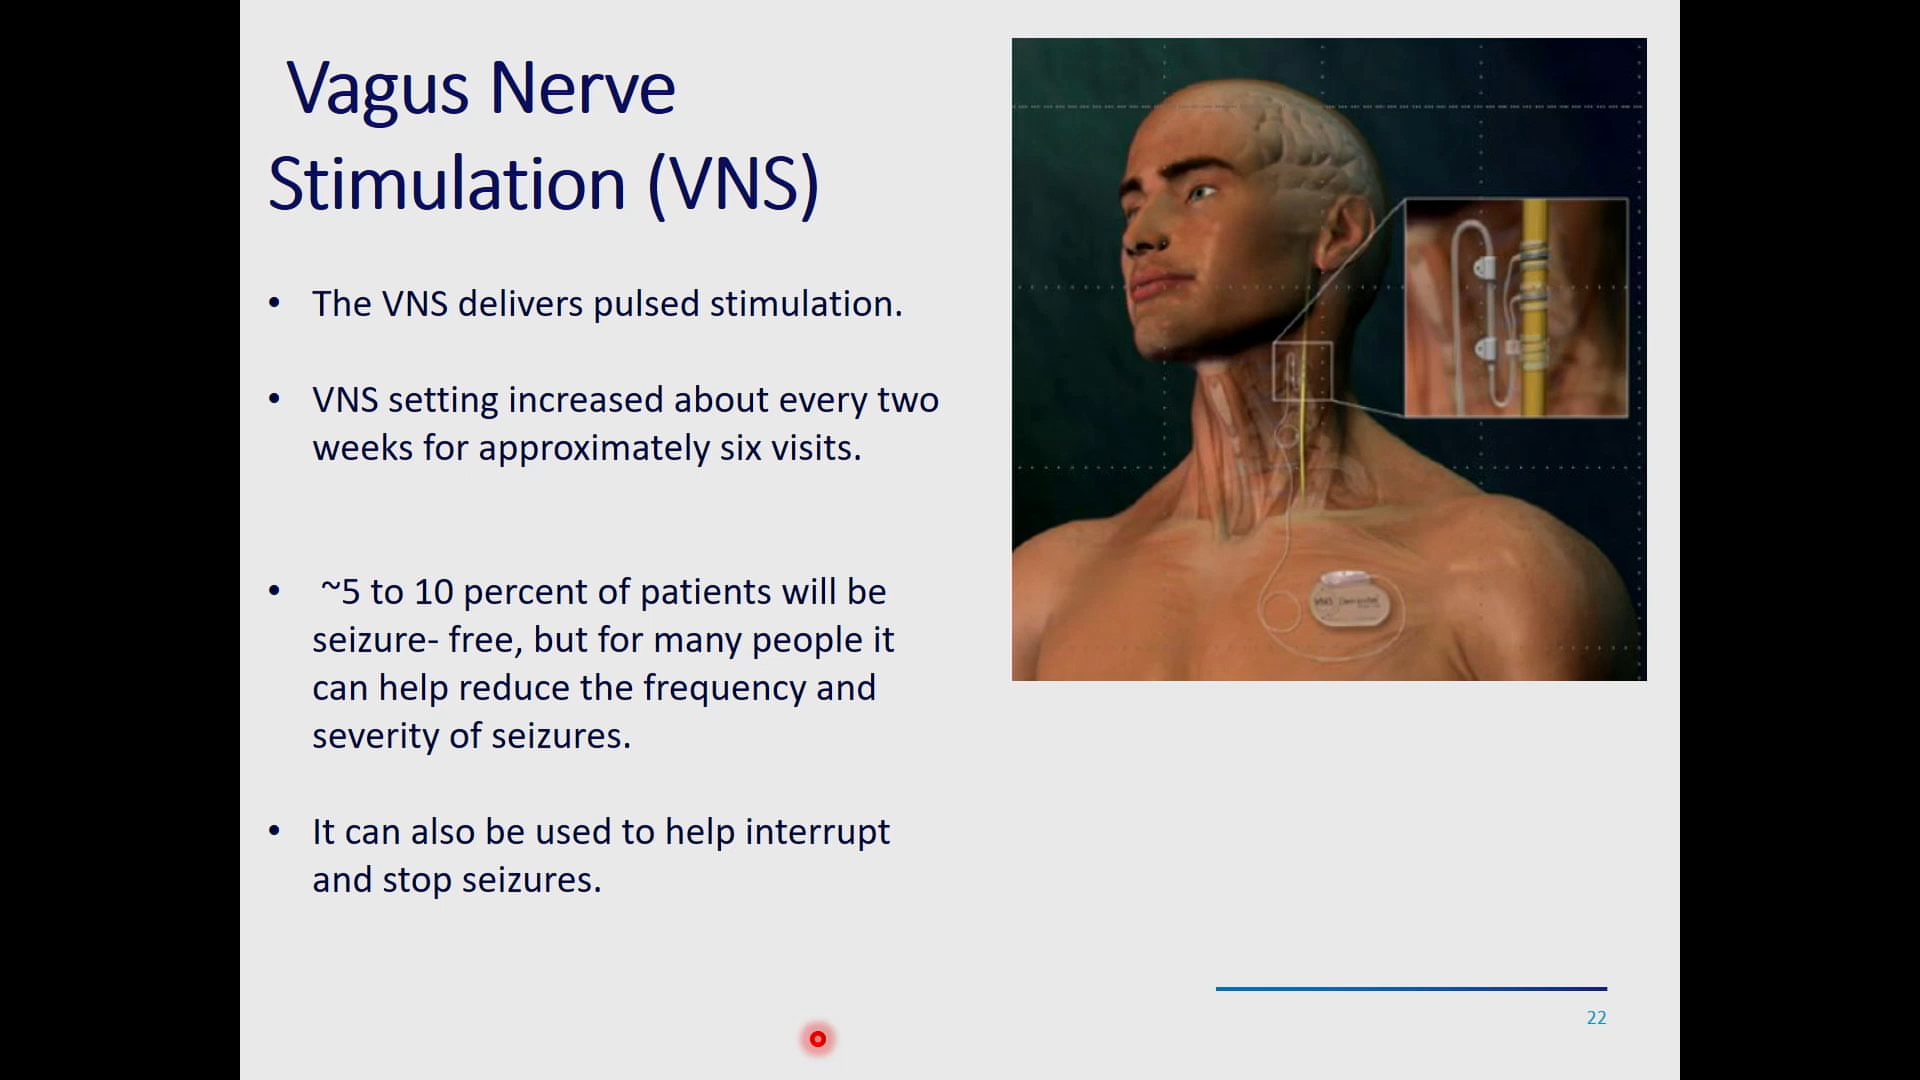 Vagus Nerve
Stimulation (VNS)
• The VNS delivers pulsed stimulation.
• VNS setting increased about every two
weeks for approximately six visits.
• ~5 to 10 percent of patients will be
seizure- free, but for many people it
can help reduce the frequency and
severity of seizures.
• It can also be used to help interrupt
and stop seizures.
22